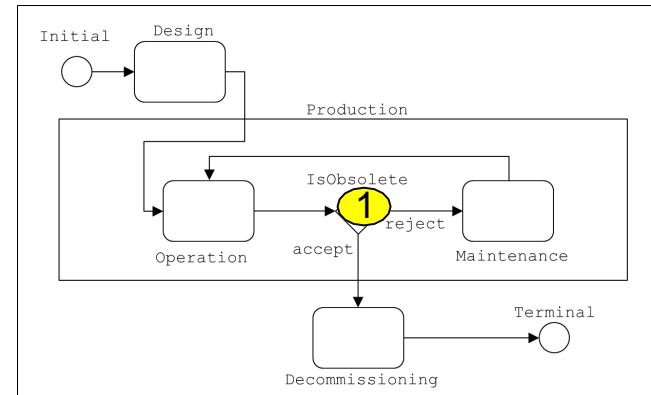 Design
Initial
Production
IsObsolete
1
reject
accept
Operation
Maintenance
Terminal
Decommissioning